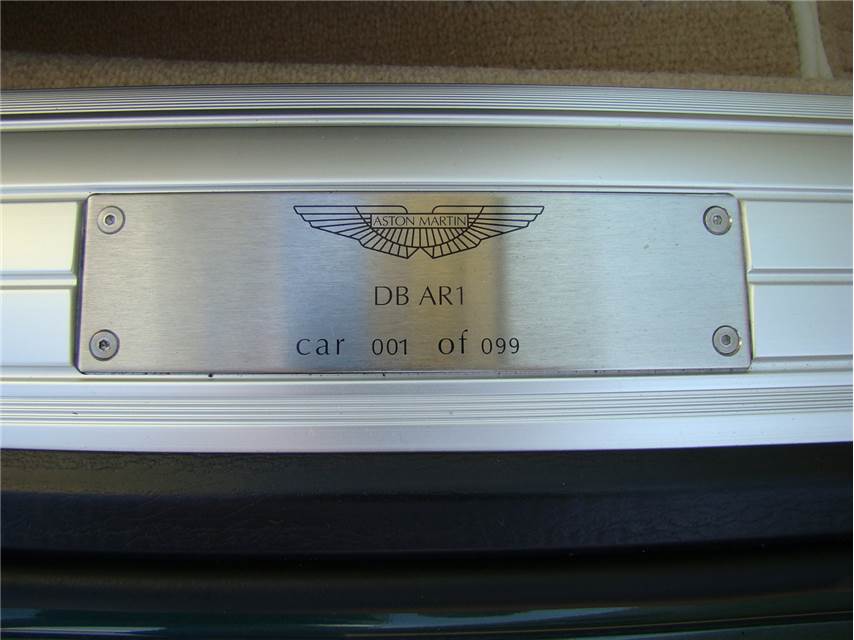 ASTON MARTIN
DB AR1
car 001 of 099